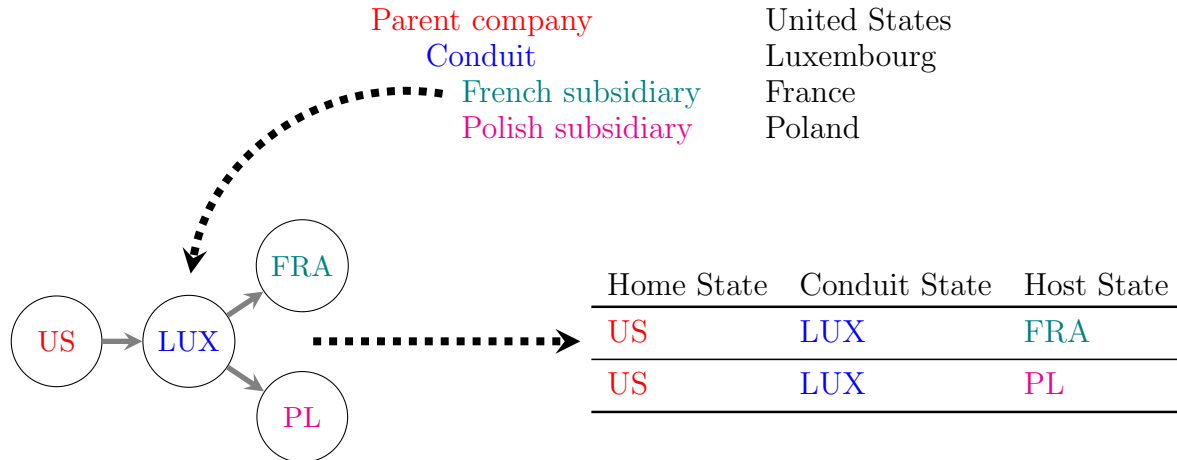 Parent company United States
Conduit Luxembourg
French subsidiary France
Polish subsidiary Poland
FRA
US LUX
PL
Home State Conduit State Host State
US LUX FRA
US LUX PL